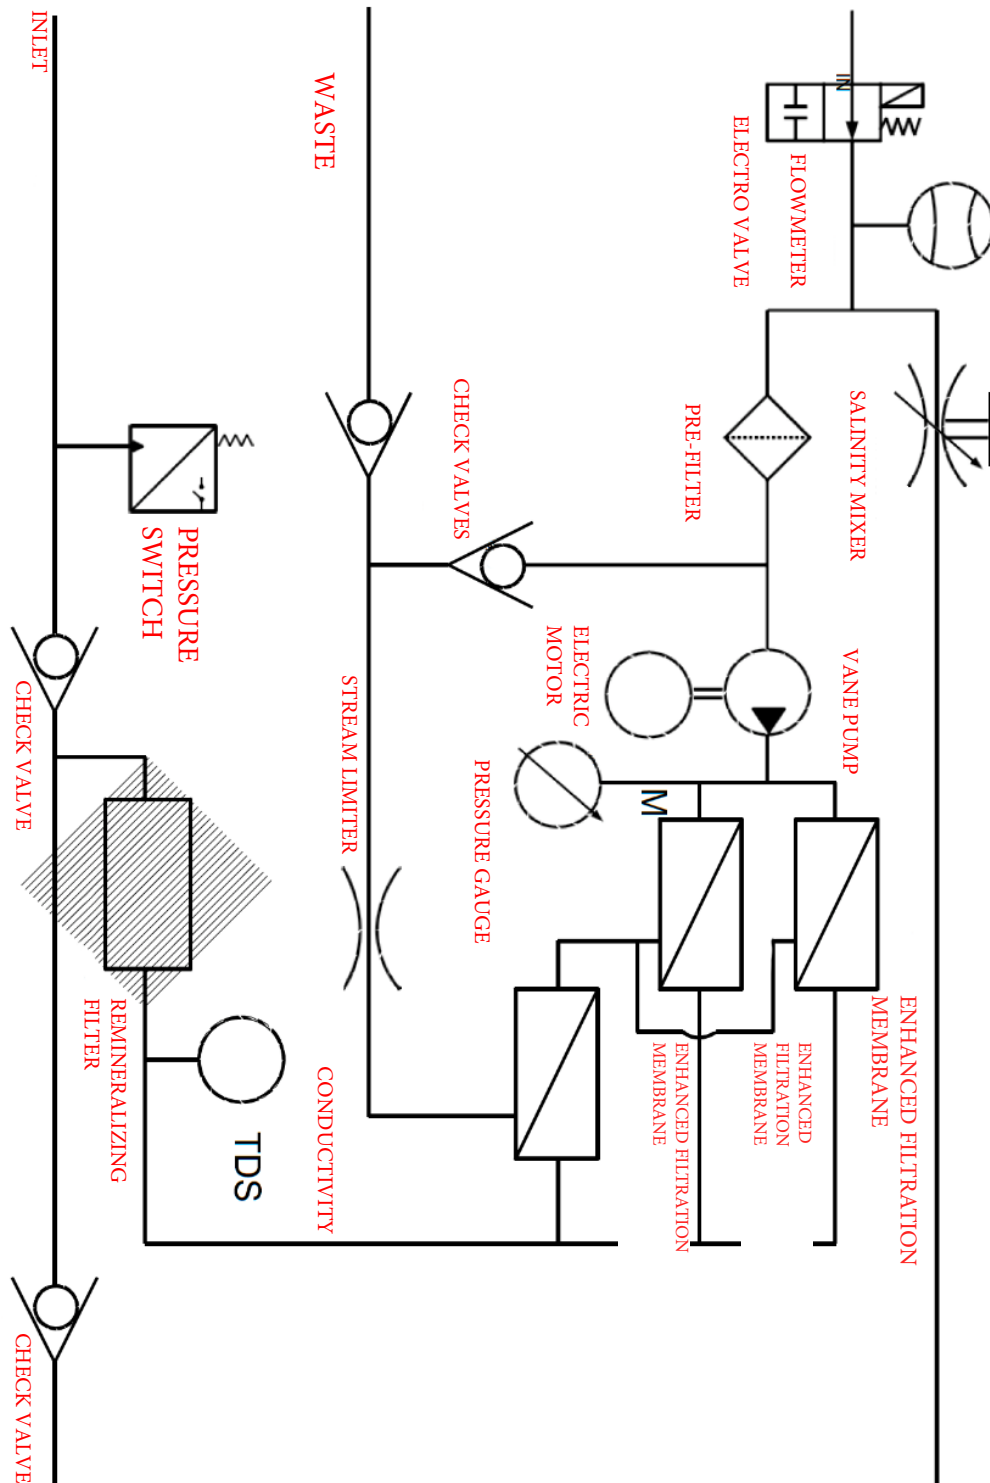 INLET
WASTE
IN
ELECTRO VALVE
FLOWMETER
CHECK VALVES
PRE-FILTER
SALINITY MIXER
PRESSURE
SWITCH
CHECK VALVE
STREAM LIMITER
ELECTRIC
MOTOR
VANE PUMP
PRESSURE GAUGE
M
REMINERALIZING
FILTER
TDS
CONDUCTIVITY
ENHANCED FILTRATION
MEMBRANE
ENHANCED
FILTRATION
MEMBRANE
ENHANCED FILTRATION
MEMBRANE
CHECK VALVE